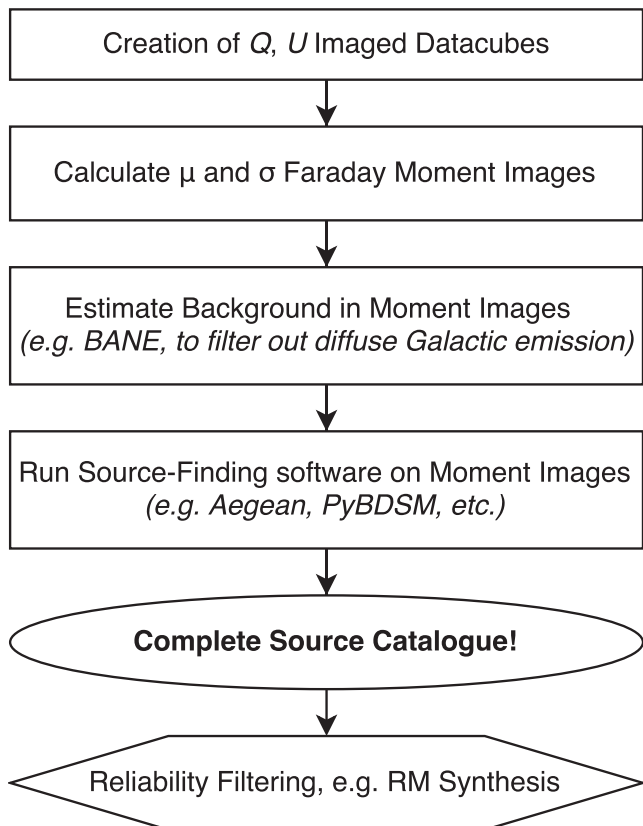 Creation of Q, U Imaged Datacubes
Calculate μ and σ Faraday Moment Images
Estimate Background in Moment Images
(e.g. BANE, to filter out diffuse Galactic emission)
Run Source-Finding software on Moment Images
(e.g. Aegean, PyBDSM, etc.)
Complete Source Catalogue!
Reliability Filtering, e.g. RM Synthesis